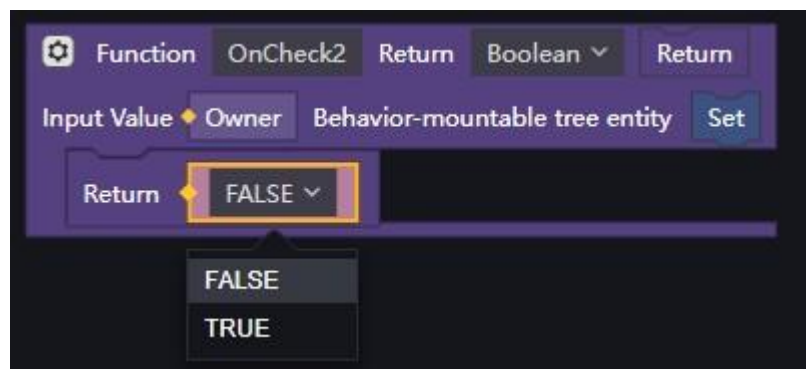 Function OnCheck2 Return Boolean Return
Input Value Owner Behavior-mountable tree entity Set
Return FALSE
FALSE
TRUE